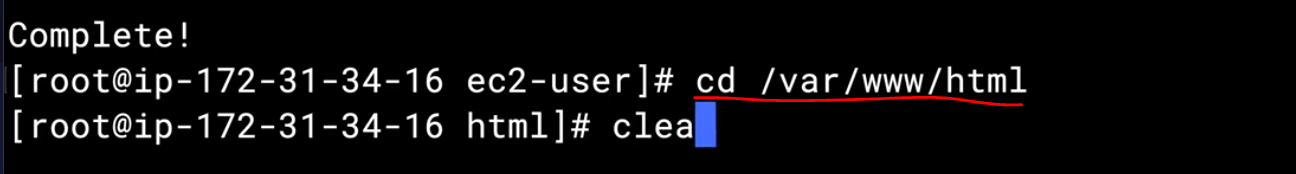 Complete!
[root@ip-172-31-34-16 ec2-user]# cd /var/www/html
[root@ip-172-31-34-16 html]# clea